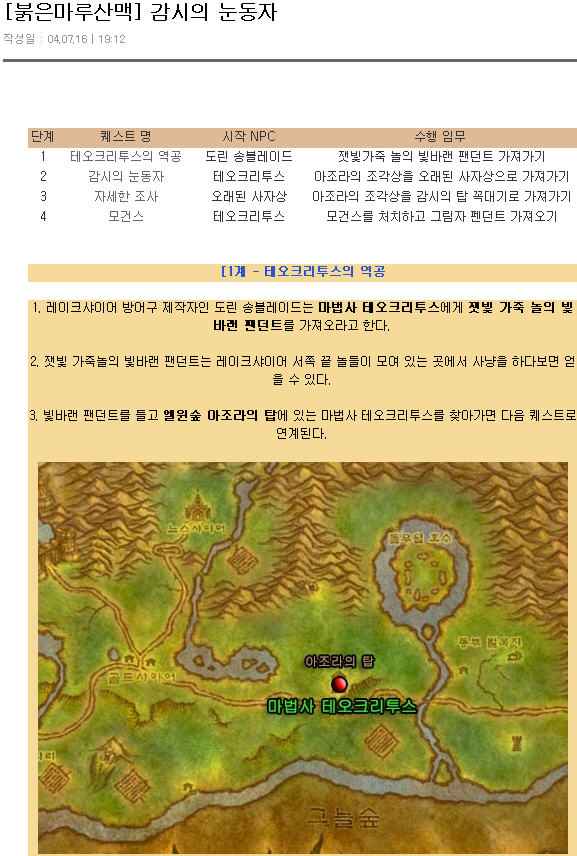 [붉은마루산맥] 감시의 눈동자
작성일 : 04.07.16 | 19:12
단계 퀘스트 명 시작 NPC 수행 임무
1 테오크리투스의 역공 도린 송블레이드 잿빛가죽 놀의 빛바랜 팬던트 가져가기
2 감시의 눈동자 테오크리투스 아조라의 조각상을 오래된 사자상으로 가져가기
3 자세한 조사 오래된 사자상 아조라의 조각상을 감시의 탑 꼭대기로 가져가기
4 모건스 테오크리투스 모건스를 처치하고 그림자 펜던트 가져오기
[1계 - 테오크리투스의 역공
1. 레이크샤이어 방어구 제작자인 도린 송블레이드는 마법사 테오크리투스에게 잿빛 가죽 놀의 빛
바랜 팬던트를 가져오라고 한다.
2. 잿빛 가죽놀의 빛바랜 팬던트는 레이크샤이어 서쪽 끝 놀들이 모여 있는 곳에서 사냥을 하다보면 얻
을 수 있다.
3. 빛바랜 팬던트를 들고 엘윈숲 아조라의 탑에 있는 마법사 테오크리투스를 찾아가면 다음 퀘스트로
연계된다.
노스샤이어
돌무덤 호수
동부 벌목지
아조라의 탑
골드샤이어
마법사 테오크리투스
그늘숲